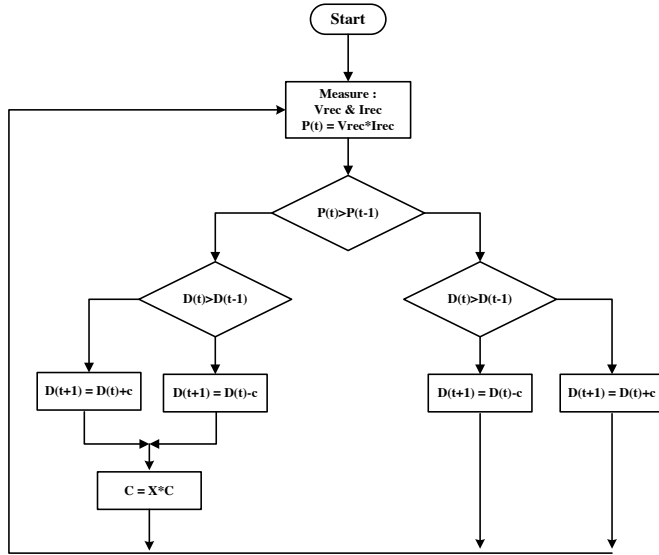 Start
Measure :
Vrec & Irec
P(t) = Vrec*Irec
P(t)>P(t-1)
D(t)>D(t-1)
D(t)>D(t-1)
D(t+1) = D(t)+c
D(t+1) = D(t)-c
D(t+1) = D(t)-c
D(t+1) = D(t)+c
C = X*C